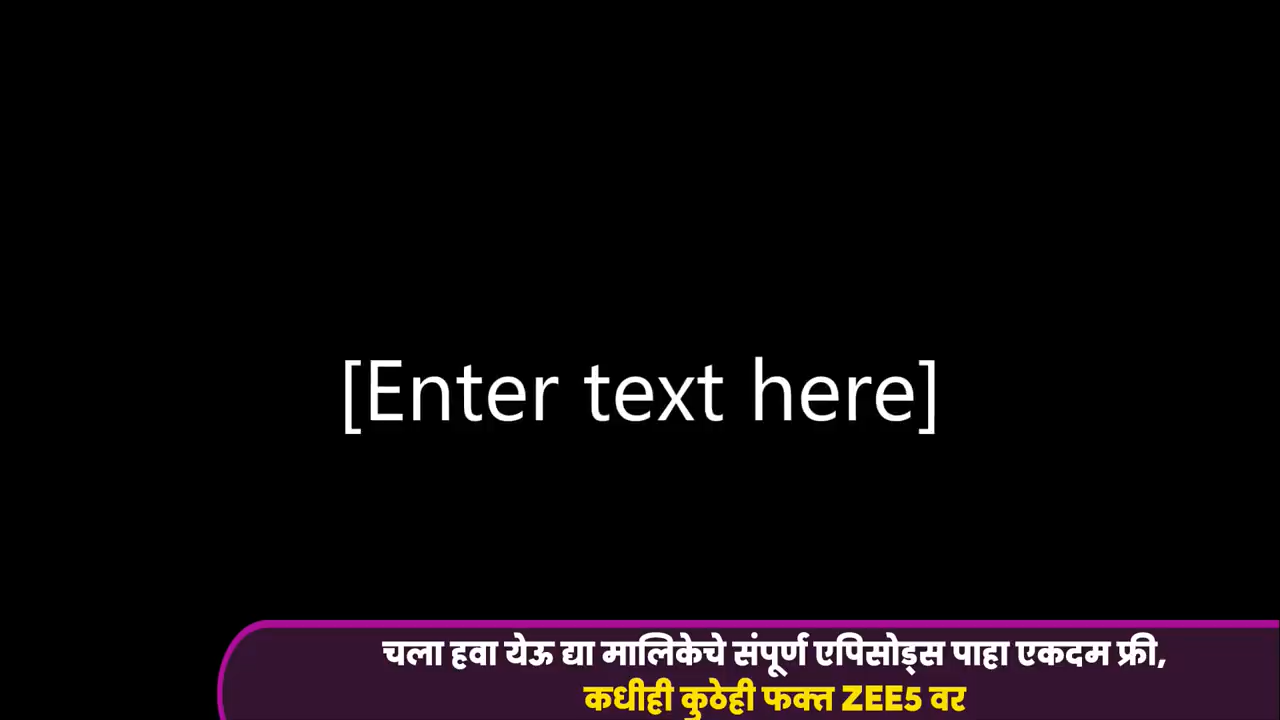 [Enter text here]
चला हवा येऊ द्या मालिकेचे संपूर्ण एपिसोड्स पाहा एकदम फ्री,
कधीही कुठेही फक्त ZEE5 वर